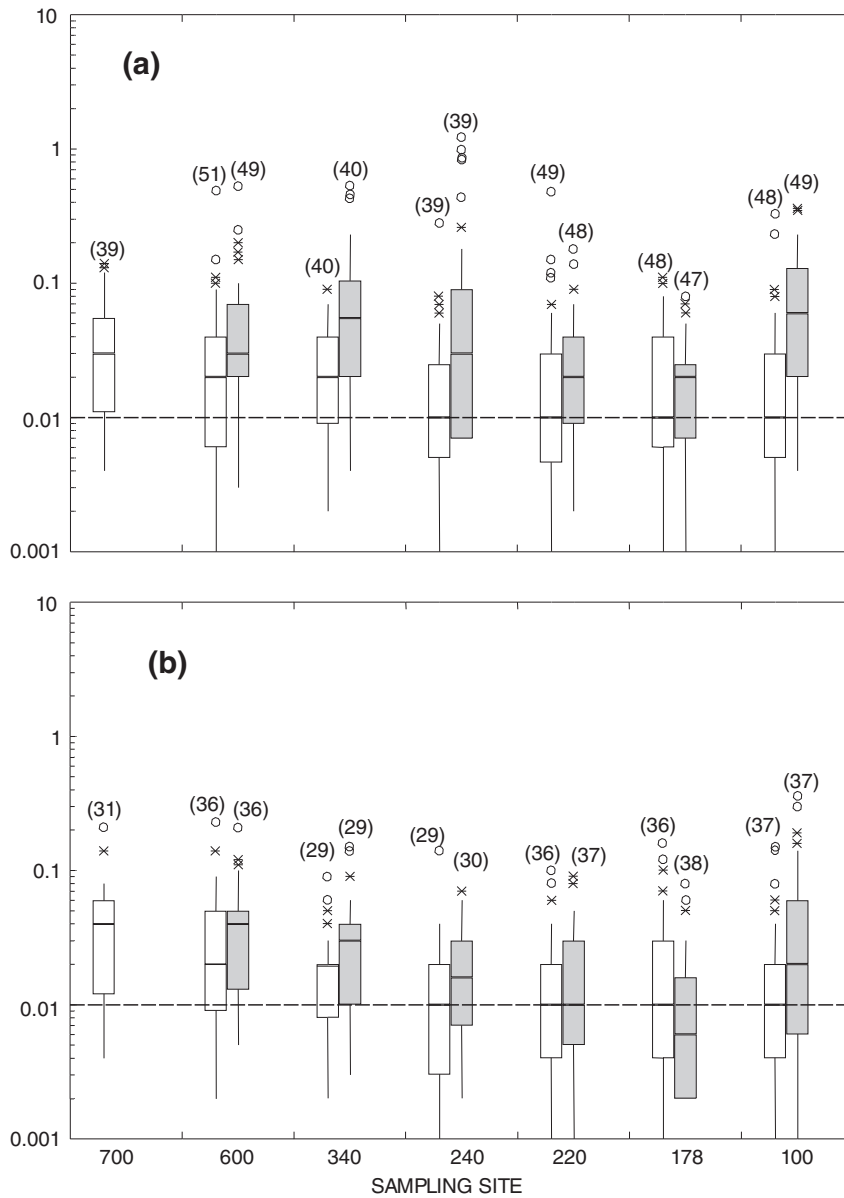 10
(a)
(39)
1
(51) (49) (40) (49) (48) (49)
(39) (48) (47)
(39)
(40)
0.1
0.01
0.001
10
(b)
1
(31) (36) (36) (29) (29) (36) (37) (36) (37) (37)
(29) (30) (38)
0.1
0.01
0.001
700 600 340 240 220 178 100
SAMPLING SITE